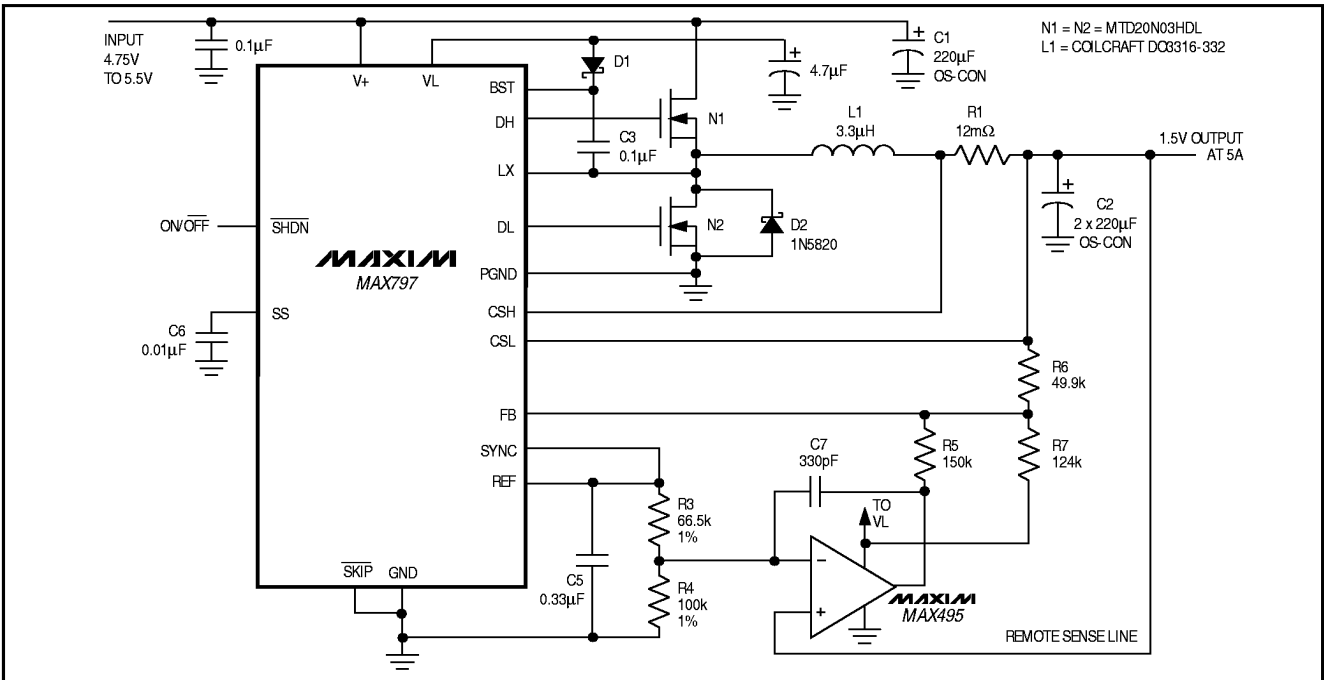 N1 = N2 = MTD20N03HDL
L1 = COILCRAFT DO3316-332
INPUT
4.75V
TO 5.5V
0.1μF
C1
220μF
OS-CON
V+
VL
D1
4.7μF
BST
DH
N1
C3
0.1μF
L1
3.3μH
R1
12mΩ
1.5V OUTPUT
AT 5A
LX
C2
2 x 220μF
OS-CON
ON/OFF
SHDN
DL
N2
D2
1N5820
MAXIM
MAX797
PGND
SS
CSH
C6
0.01μF
CSL
R6
49.9k
FB
SYNC
C7
330pF
R5
150k
R7
124k
REF
R3
66.5k
1%
TO
VL
SKIP
GND
C5
0.33μF
R4
100k
1%
−
+
MAXIM
MAX495
REMOTE SENSE LINE